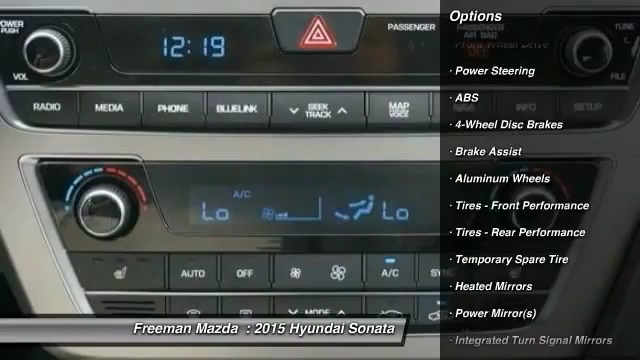 POWER PUSH
12:19
PASSENGER
PASSENGER AIR BAG
TUNE
VOL
FILE
RADIO
MEDIA
PHONE
BLUELINK
SEEK TRACK
MAP VOICE
INFO
SETUP
A/C
Lo
Lo
AUTO
OFF
A/C
SYNC
MODE
Options
· Front Wheel Drive
· Power Steering
· ABS
· 4-Wheel Disc Brakes
· Brake Assist
· Aluminum Wheels
· Tires - Front Performance
· Tires - Rear Performance
· Temporary Spare Tire
· Heated Mirrors
· Power Mirror(s)
· Integrated Turn Signal Mirrors
Freeman Mazda : 2015 Hyundai Sonata